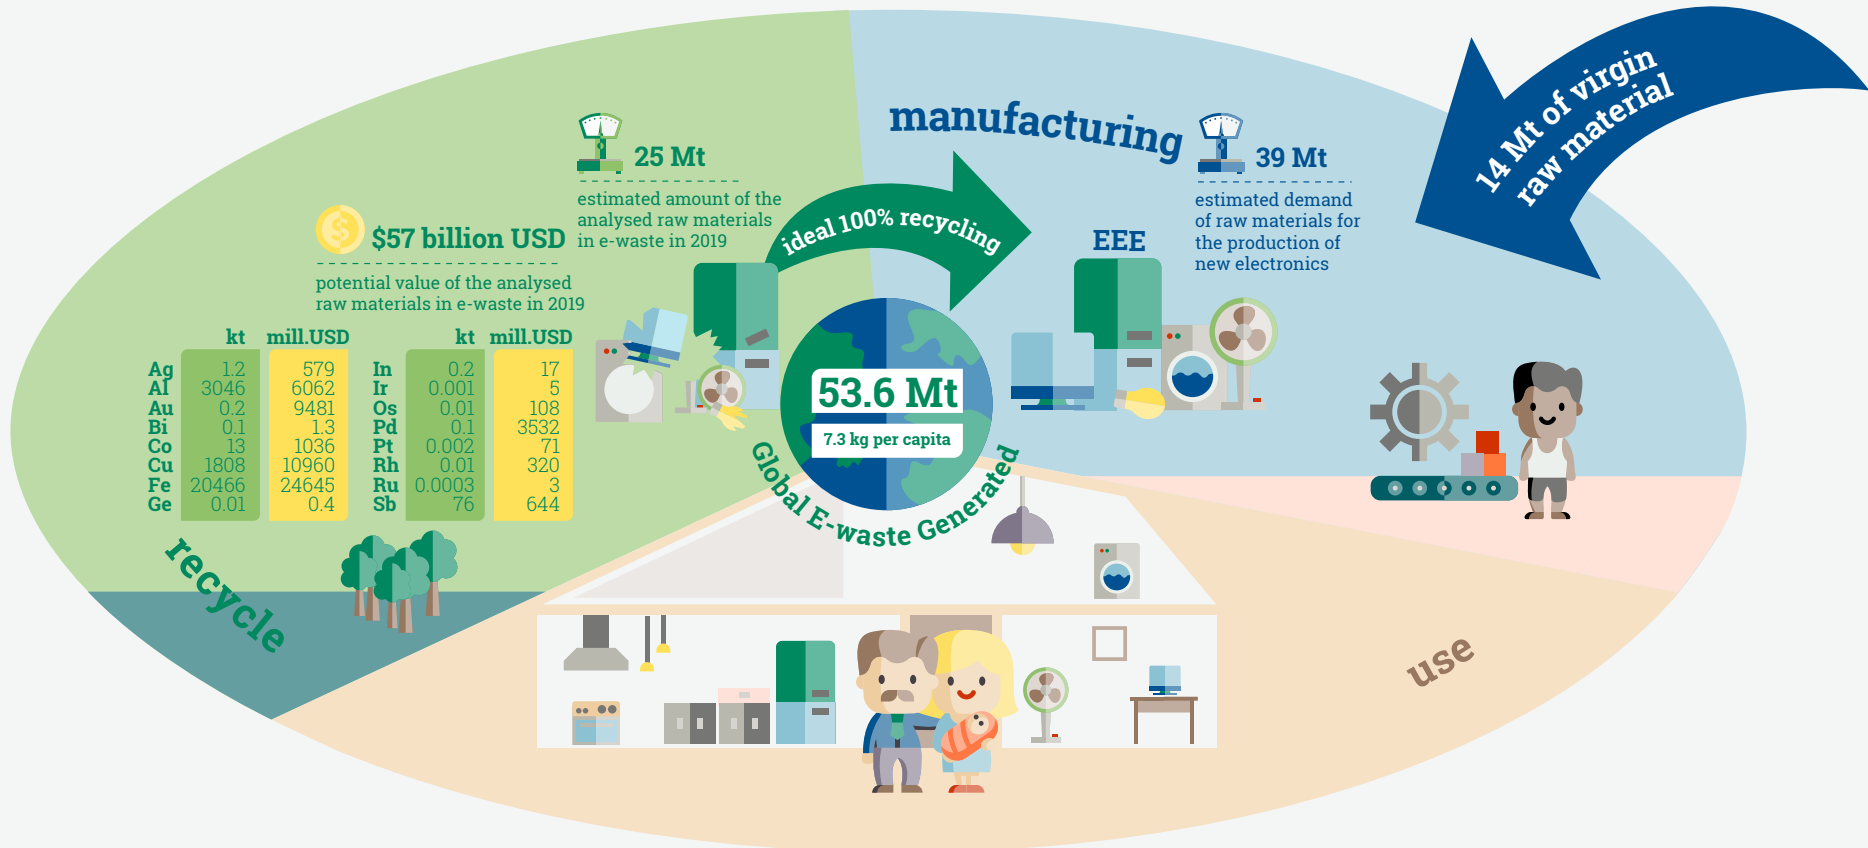 14 Mt of virgin
raw material
manufacturing
25 Mt
estimated amount of the
analysed raw materials
in e-waste in 2019
39 Mt
estimated demand
of raw materials for
the production of
new electronics
$57 billion USD
potential value of the analysed
raw materials in e-waste in 2019
ideal 100% recycling
EEE
kt mill.USD kt mill.USD
Ag 1.2 579 In 0.2 17
Al 3046 6062 Ir 0.001 5
Au 0.2 9481 Os 0.01 108
Bi 0.1 1.3 Pd 0.1 3532
Co 13 1036 Pt 0.002 71
Cu 1808 10960 Rh 0.01 320
Fe 20466 24645 Ru 0.0003 3
Ge 0.01 0.4 Sb 76 644
53.6 Mt
7.3 kg per capita
Global E-waste Generated
recycle
use